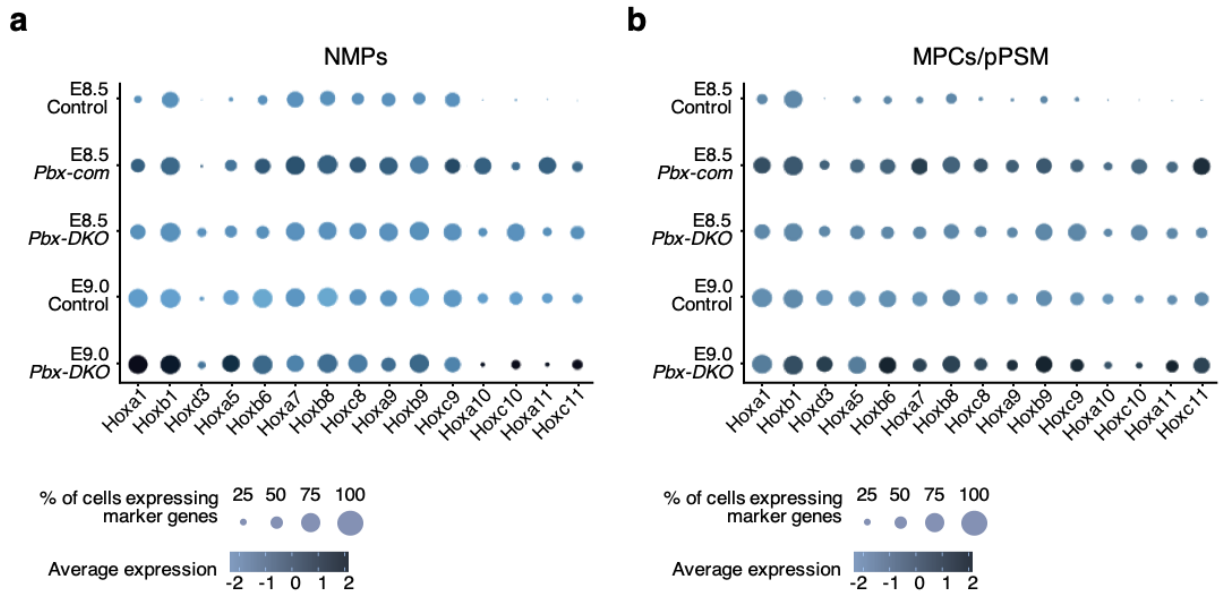 a
NMPs
E8.5
Control
E8.5
Pbx-com
E8.5
Pbx-DKO
E9.0
Control
E9.0
Pbx-DKO
Hoxa1
Hoxb1
Hoxd3
Hoxa5
Hoxb6
Hoxa7
Hoxb8
Hoxc8
Hoxa9
Hoxb9
Hoxc9
Hoxa10
Hoxc10
Hoxa11
Hoxc11
% of cells expressing
marker genes
25 50 75 100
Average expression
-2 -1 0 1 2
b
MPCs/pPSM
E8.5
Control
E8.5
Pbx-com
E8.5
Pbx-DKO
E9.0
Control
E9.0
Pbx-DKO
Hoxa1
Hoxb1
Hoxd3
Hoxa5
Hoxb6
Hoxa7
Hoxb8
Hoxc8
Hoxa9
Hoxb9
Hoxc9
Hoxa10
Hoxc10
Hoxa11
Hoxc11
% of cells expressing
marker genes
25 50 75 100
Average expression
-2 -1 0 1 2